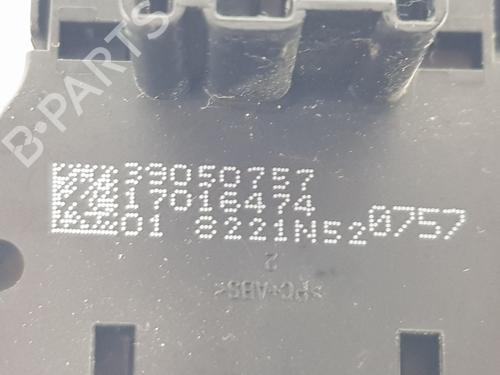 39050757
17016474
01 8221N52 0757
2
>PC+ABS<
B-PARTS